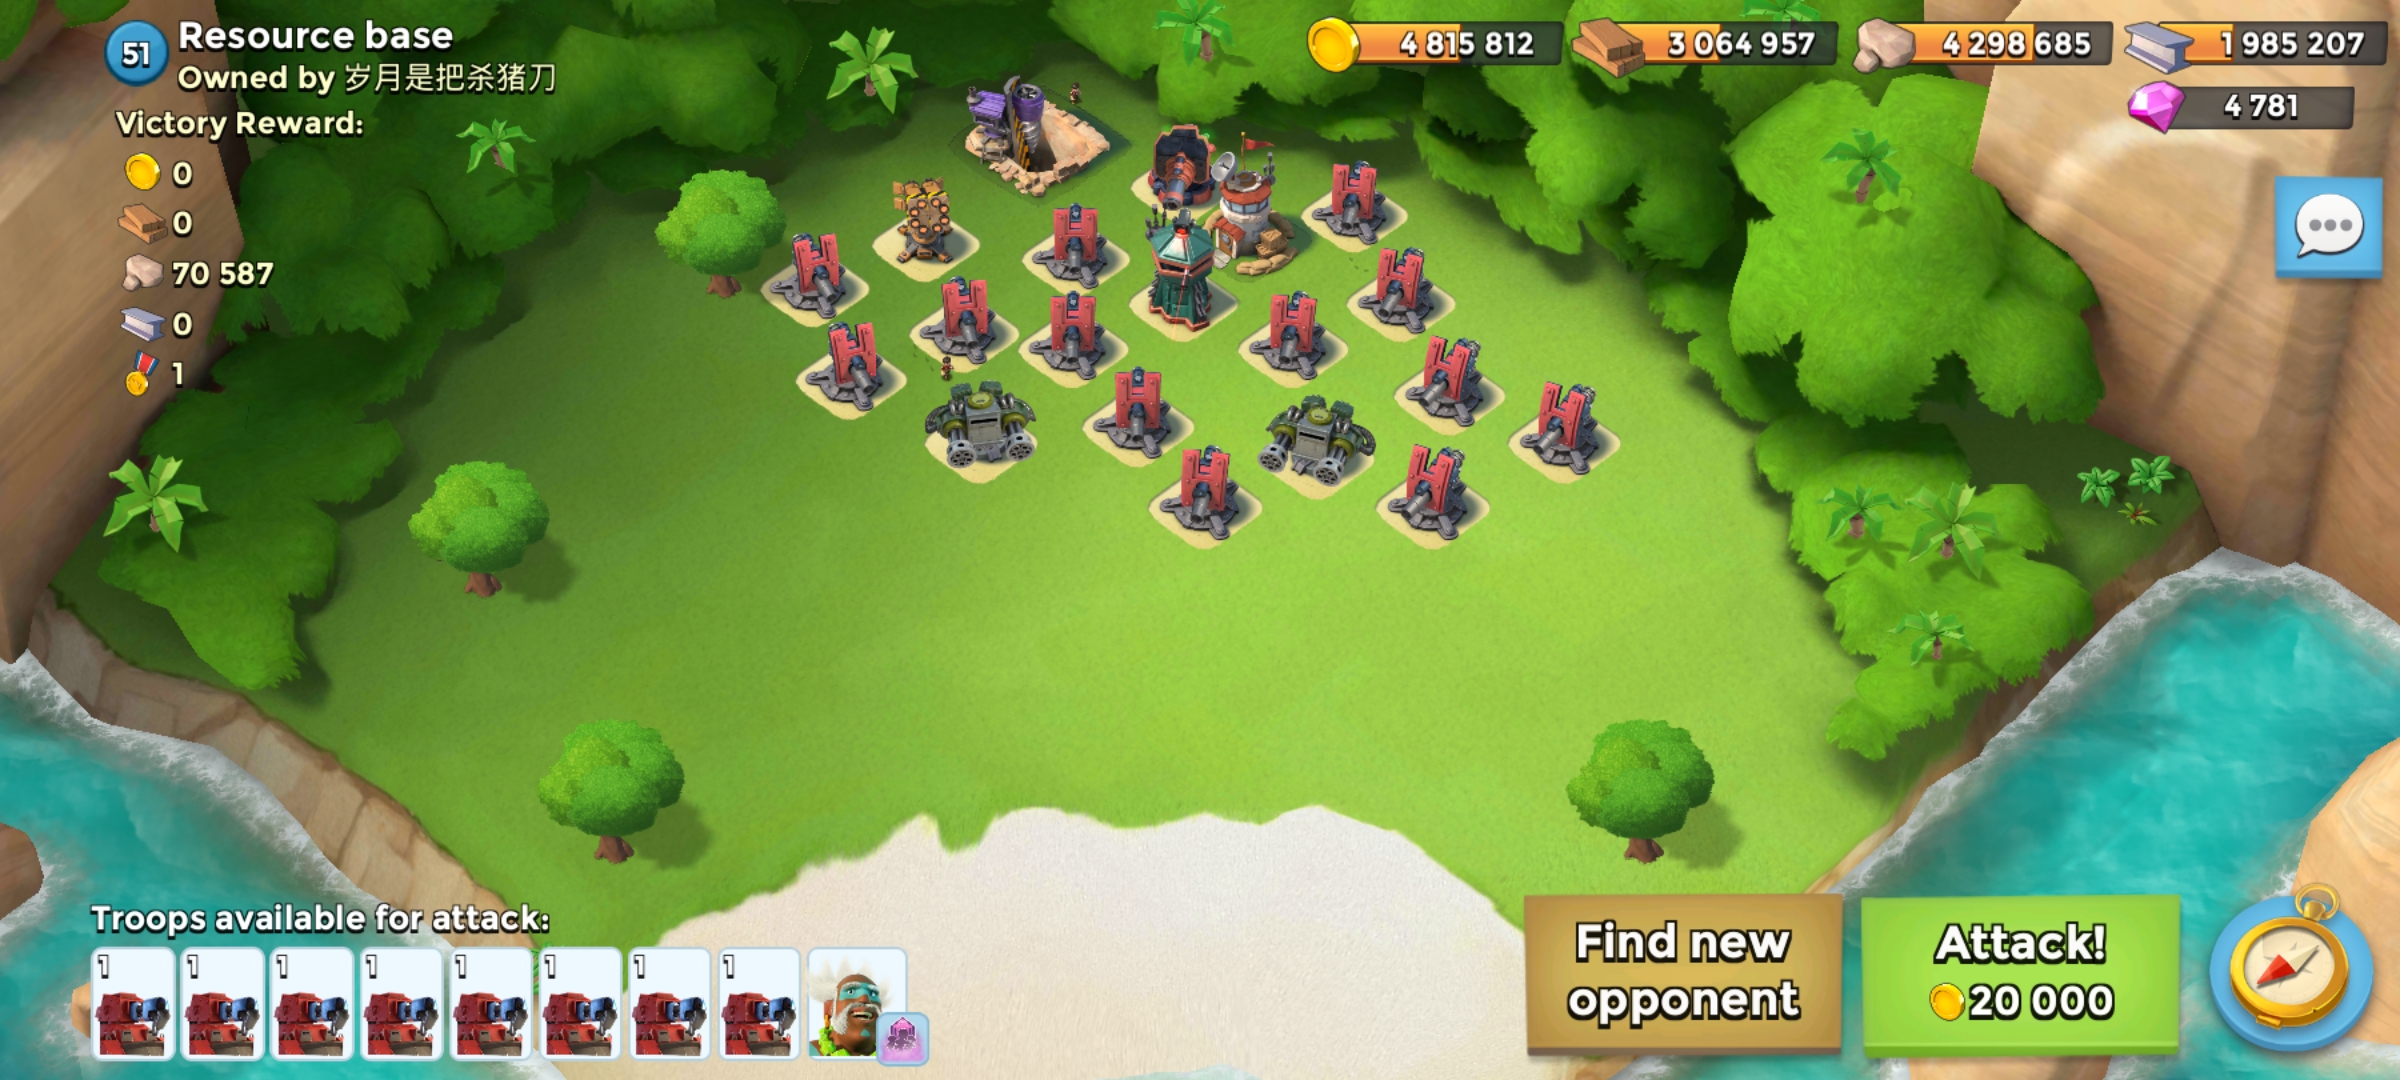 51
Resource base
Owned by 岁月是把杀猪刀
Victory Reward:
0
0
70 587
0
1
4 815 812
3 064 957
4 298 685
1 985 207
4 781
Troops available for attack:
1
1
1
1
1
1
1
1
Find new
opponent
Attack!
20 000